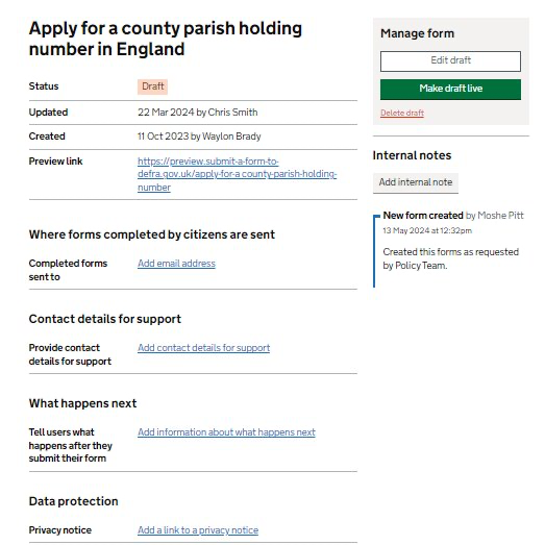 Apply for a county parish holding
number in England
Status
Draft
Updated
22 Mar 2024 by Chris Smith
Created
11 Oct 2023 by Waylon Brady
Preview link
https://preview.submit-a-form-to-
defra.gov.uk/apply-for-a county-parish-holding-
number
Where forms completed by citizens are sent
Completed forms
sent to
Add email address
Contact details for support
Provide contact
details for support
Add contact details for support
What happens next
Tell users what
happens after they
submit their form
Add information about what happens next
Data protection
Privacy notice
Add a link to a privacy notice
Manage form
Edit draft
Make draft live
Delete draft
Internal notes
Add internal note
New form created by Moshe Pitt
13 May 2024 at 12:32pm
Created this forms as requested
by Policy Team.